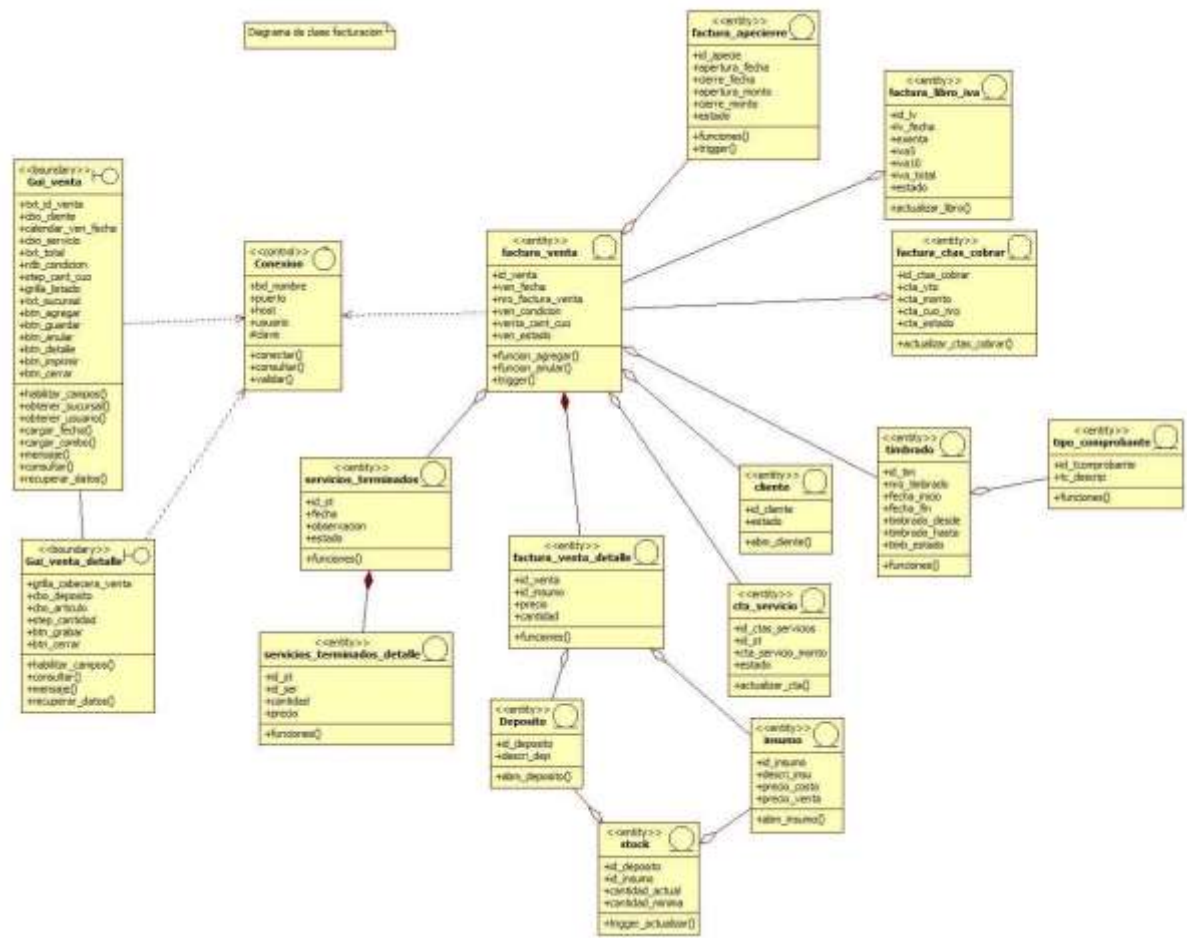 Diagrama de clase facturacion
<<entity>>
factura_apecierre
+id_apecie
+apertura_fecha
+cierre_fecha
+apertura_monto
+cierre_monto
+estado
+funciones()
+trigger()
<<entity>>
factura_libro_iva
+id_lv
+lv_fecha
+exenta
+iva5
+iva10
+iva_total
+estado
+actualizar_libro()
<<boundary>>
Gui_venta
+txt_id_venta
+cbo_cliente
+calendar_ven_fecha
+cbo_servicio
+txt_total
+rdb_condicion
+step_cant_cuo
+grilla_listado
+txt_sucursal
+btn_agregar
+btn_guardar
+btn_anular
+btn_detalle
+btn_imprimir
+btn_cerrar
+habilitar_campos()
+obtener_sucursal()
+obtener_usuario()
+cargar_fecha()
+cargar_combo()
+mensaje()
+consultar()
+recuperar_datos()
<<control>>
Conexion
+bd_nombre
+puerto
+host
+usuario
#clave
+conectar()
+consultar()
+validar()
<<entity>>
factura_venta
+id_venta
+ven_fecha
+nro_factura_venta
+ven_condicion
+venta_cant_cuo
+ven_estado
+funcion_agregar()
+funcion_anular()
+trigger()
<<entity>>
factura_ctas_cobrar
+id_ctas_cobrar
+cta_vto
+cta_monto
+cta_cuo_nro
+cta_estado
+actualizar_ctas_cobrar()
<<entity>>
servicios_terminados
+id_st
+fecha
+observacion
+estado
+funciones()
<<entity>>
cliente
+id_cliente
+estado
+abm_cliente()
<<entity>>
timbrado
+id_tim
+nro_timbrado
+fecha_inicio
+fecha_fin
+timbrado_desde
+timbrado_hasta
+timb_estado
+funciones()
<<entity>>
tipo_comprobante
+id_tcomprobante
+tc_descrip
+funciones()
<<boundary>>
Gui_venta_detalle
+grilla_cabecera_venta
+cbo_deposito
+cbo_articulo
+step_cantidad
+btn_grabar
+btn_cerrar
+habilitar_campos()
+consultar()
+mensaje()
+recuperar_datos()
<<entity>>
factura_venta_detalle
+id_venta
+id_insumo
+precio
+cantidad
+funciones()
<<entity>>
cta_servicio
+id_ctas_servicios
+id_st
+cta_servicio_monto
+estado
+actualizar_cta()
<<entity>>
servicios_terminados_detalle
+id_st
+id_ser
+cantidad
+precio
+funciones()
<<entity>>
Deposito
+id_deposito
+descri_depi
+abm_deposito()
<<entity>>
insumo
+id_insumo
+descri_insu
+precio_costo
+precio_venta
+abm_insumo()
<<entity>>
stock
+id_deposito
+id_insumo
+cantidad_actual
+cantidad_minima
+trigger_actualizar()